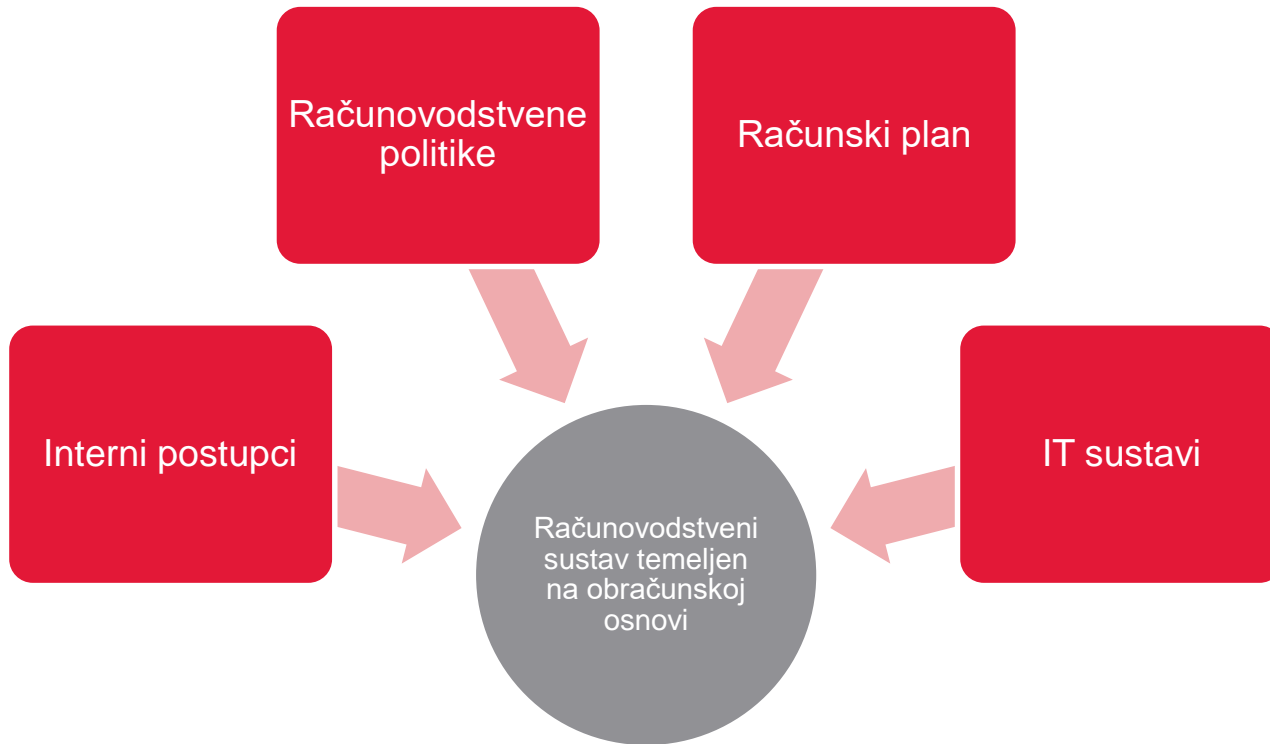 Računovodstvene
politike
Računski plan
Interni postupci
IT sustavi
Računovodstveni
sustav temeljen
na obračunskoj
osnovi